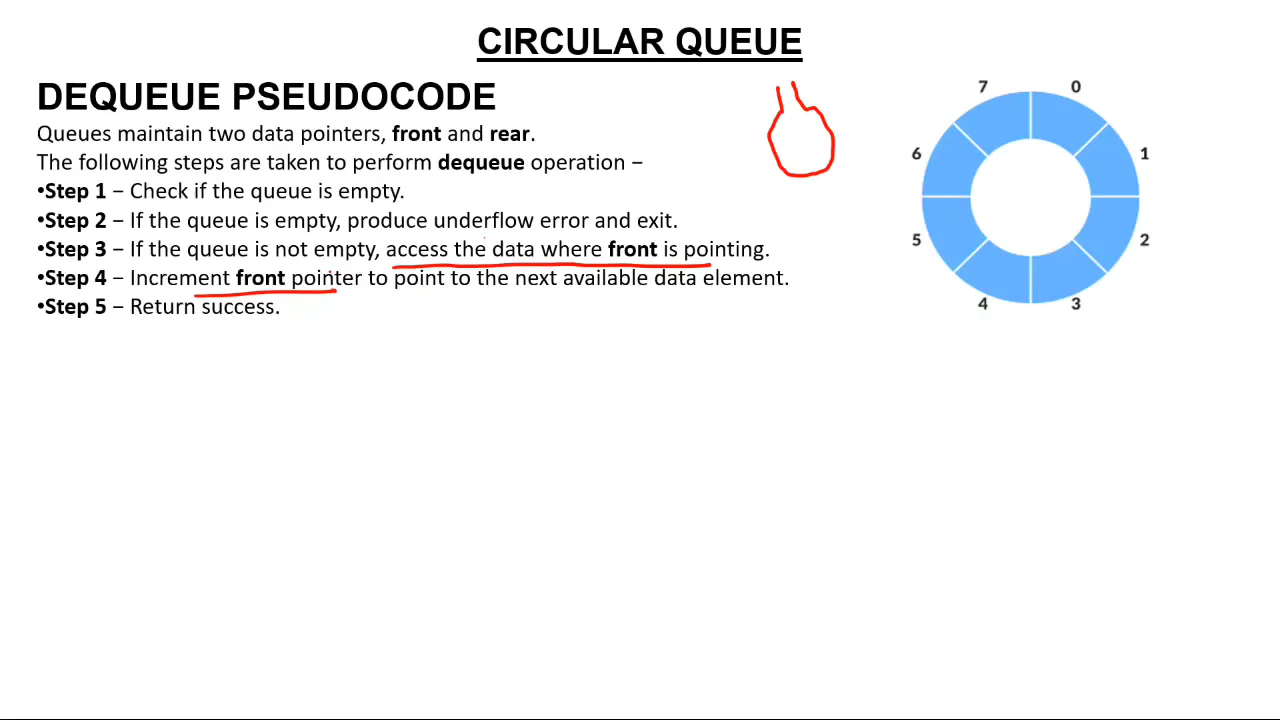 CIRCULAR QUEUE
DEQUEUE PSEUDOCODE
Queues maintain two data pointers, front and rear.
The following steps are taken to perform dequeue operation −
•Step 1 − Check if the queue is empty.
•Step 2 − If the queue is empty, produce underflow error and exit.
•Step 3 − If the queue is not empty, access the data where front is pointing.
•Step 4 − Increment front pointer to point to the next available data element.
•Step 5 − Return success.
7 0
6 1
5 2
4 3